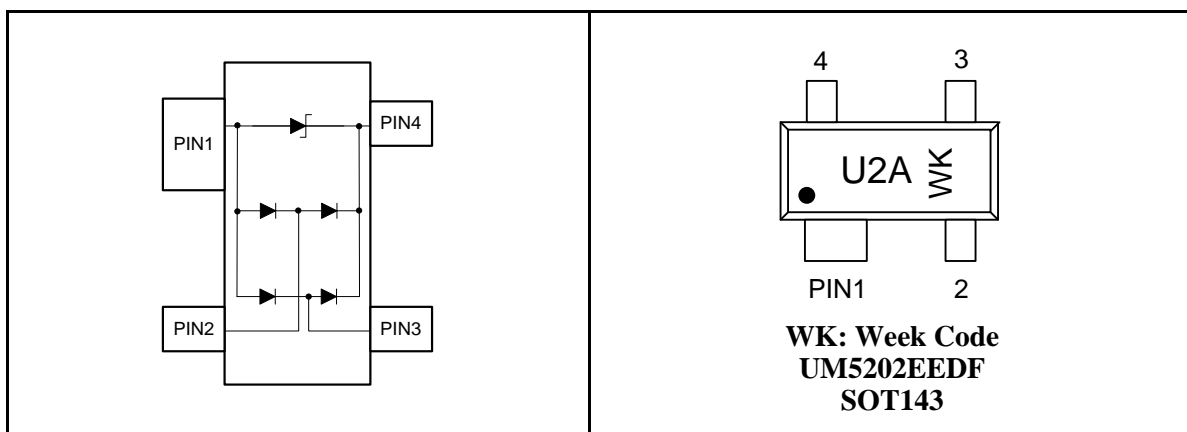 PIN1
PIN4
PIN2
PIN3
4 3
U2A WK
PIN1 2
WK: Week Code
UM5202EEDF
SOT143